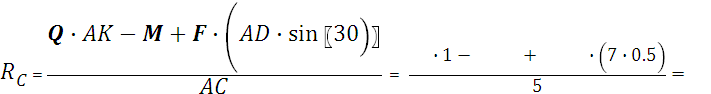 R_C = (Q · AK − M + F · (AD · sin 〖30)〗) / AC = ( · 1 − + · (7 · 0.5)) / 5 =